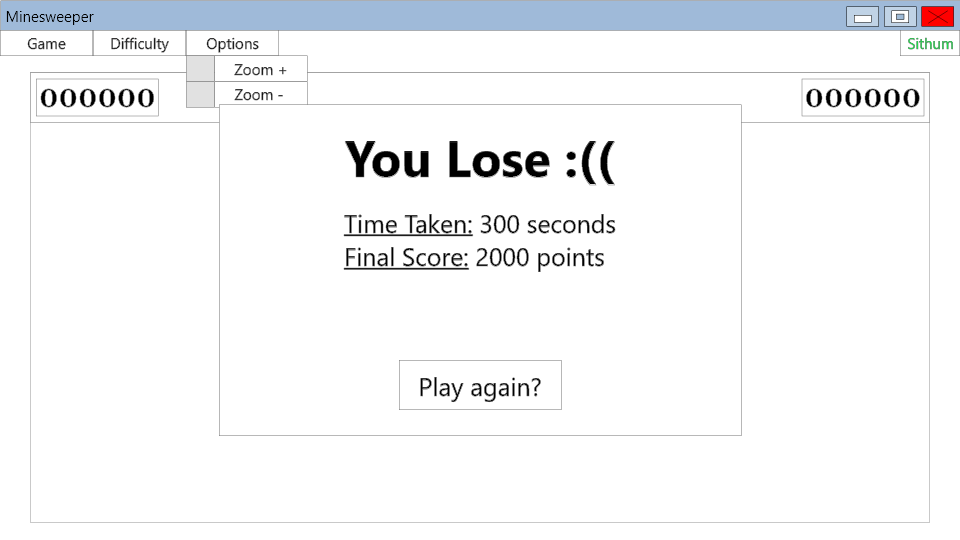 Minesweeper
Game Difficulty Options Sithum
Zoom +
Zoom -
000000 000000
You Lose :((
Time Taken: 300 seconds
Final Score: 2000 points
Play again?